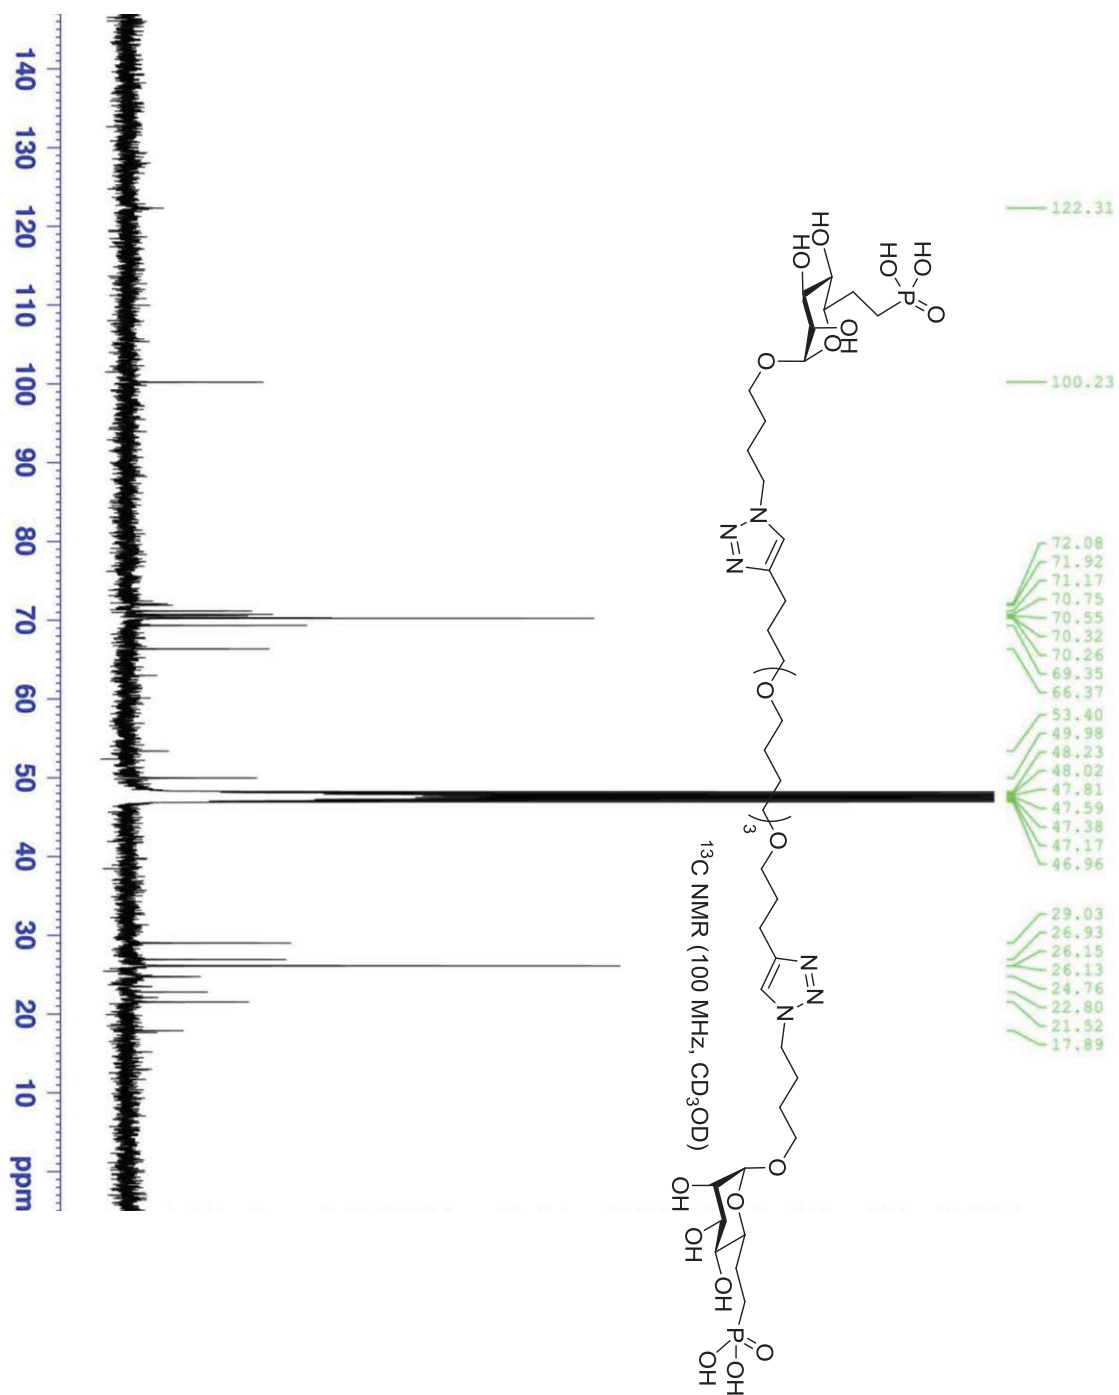 122.31
100.23
72.08
71.92
71.17
70.75
70.55
70.32
70.26
69.35
66.37
53.40
49.98
48.23
48.02
47.81
47.59
47.38
47.17
46.96
29.03
26.93
26.15
26.13
24.76
22.80
21.52
17.89
HO
HO
P
O
HO
HO
OH
O
O
N
N=N
O
3
O
N=N
N
O
O
OH
OH
OH
P
O
OH
OH
¹³C NMR (100 MHz, CD₃OD)
140 130 120 110 100 90 80 70 60 50 40 30 20 10 ppm